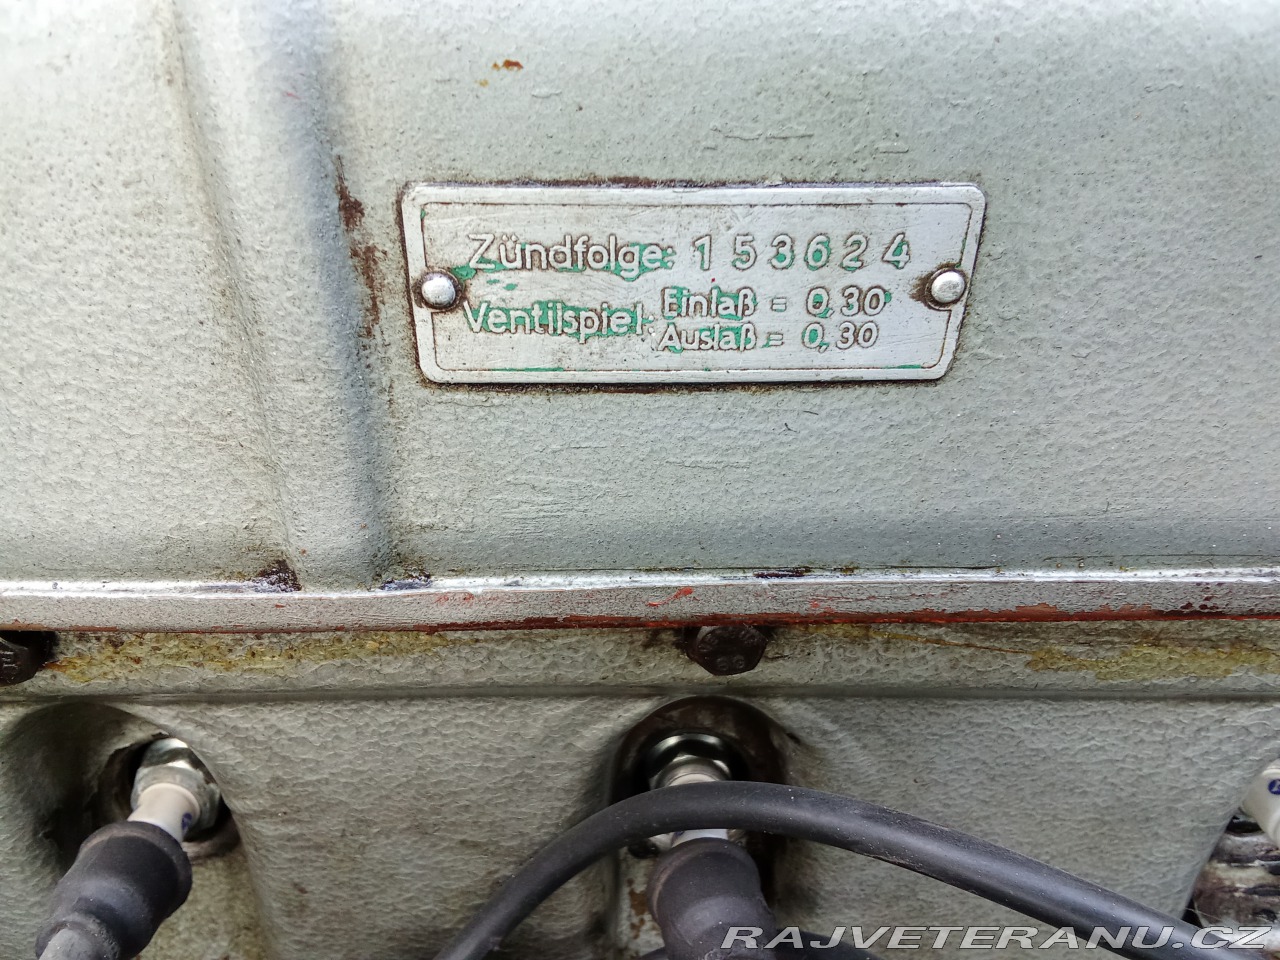 Zündfolge: 1 5 3 6 2 4
Ventilspiel: Einlaß = 0,30
Auslaß = 0,30
RAJVETERANU.CZ